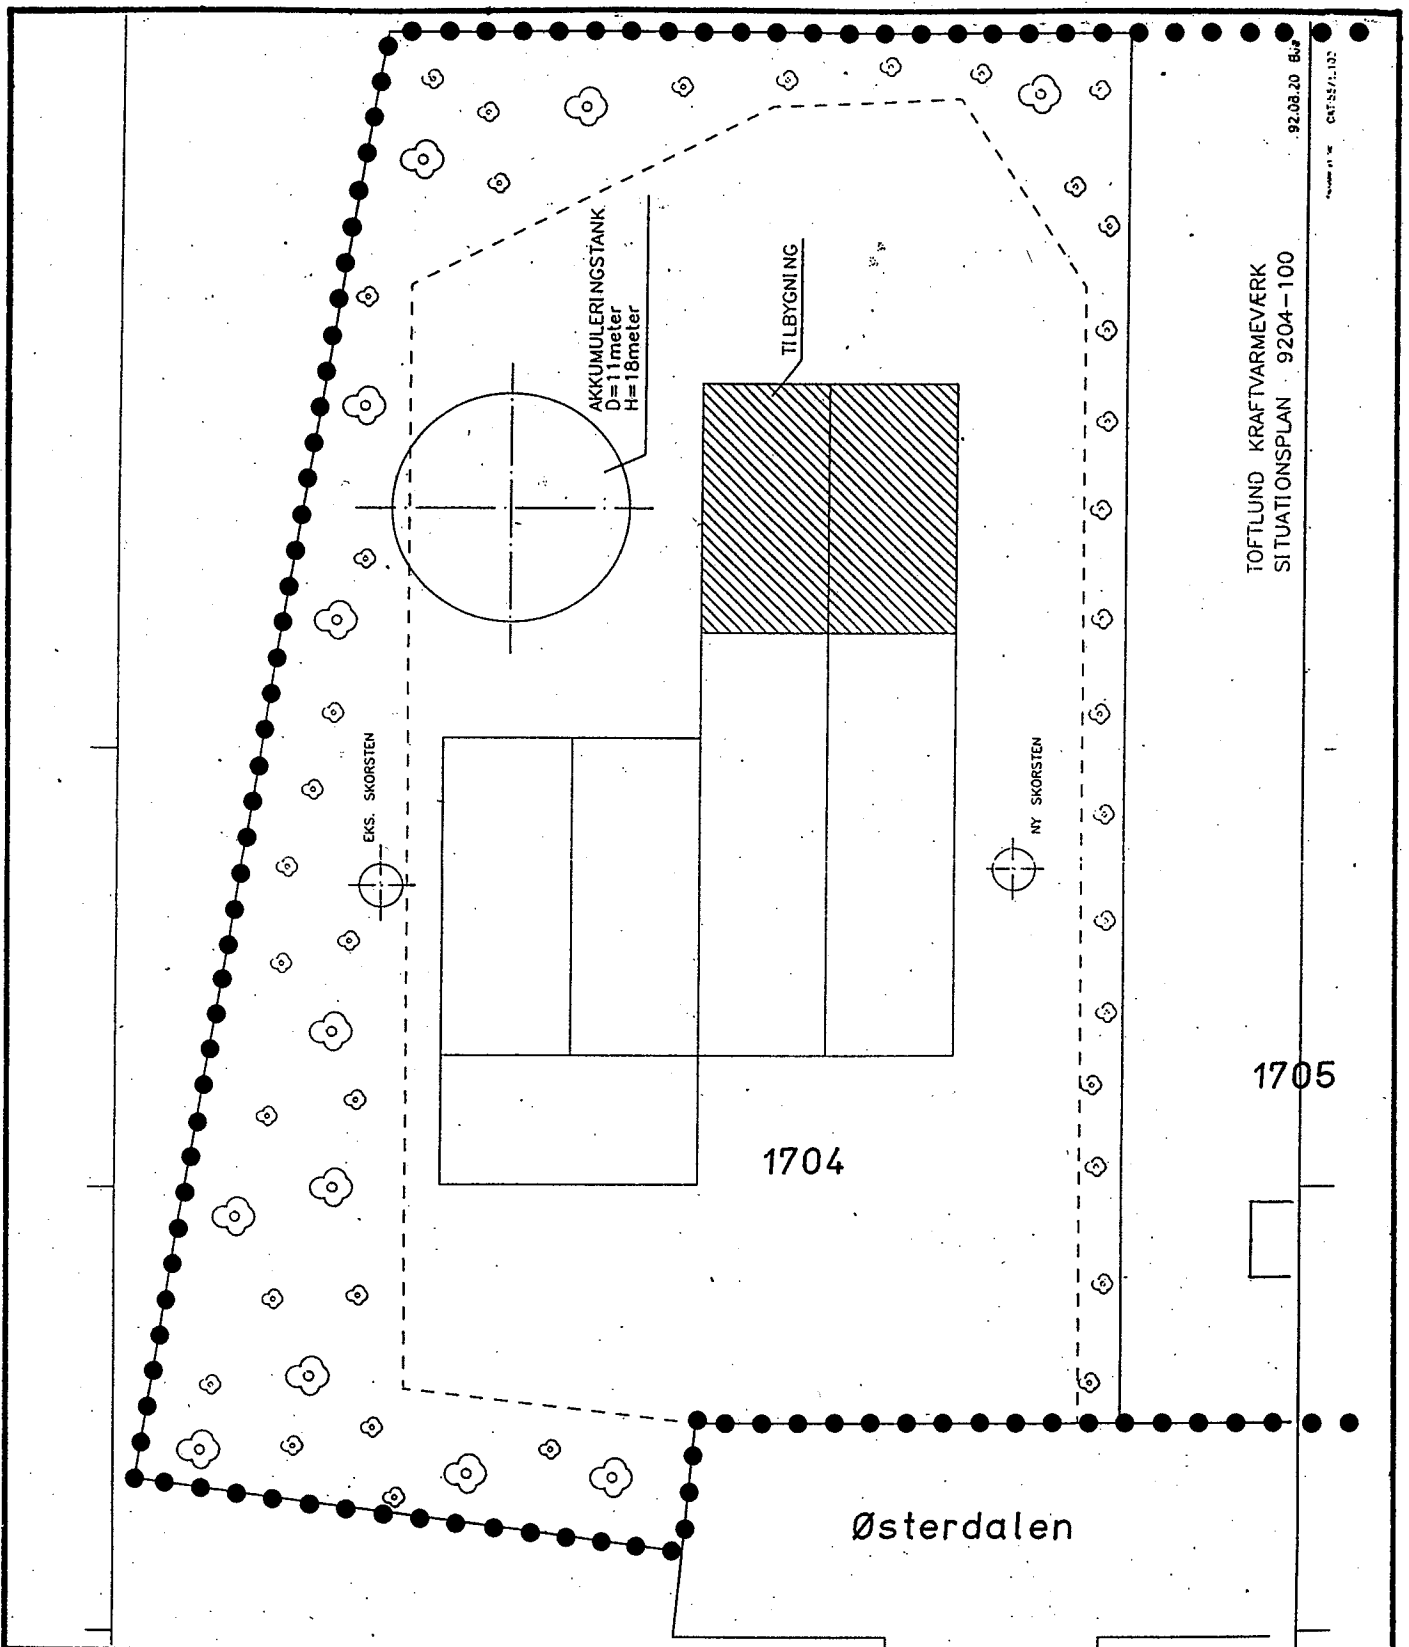 AKKUMULERINGSTANK
D=11meter
H=18meter
TILBYGNING
EKS. SKORSTEN
NY SKORSTEN
1704
1705
Østerdalen
TOFTLUND KRAFTVARMEVÆRK
SITUATIONSPLAN 9204-100
92.08.20